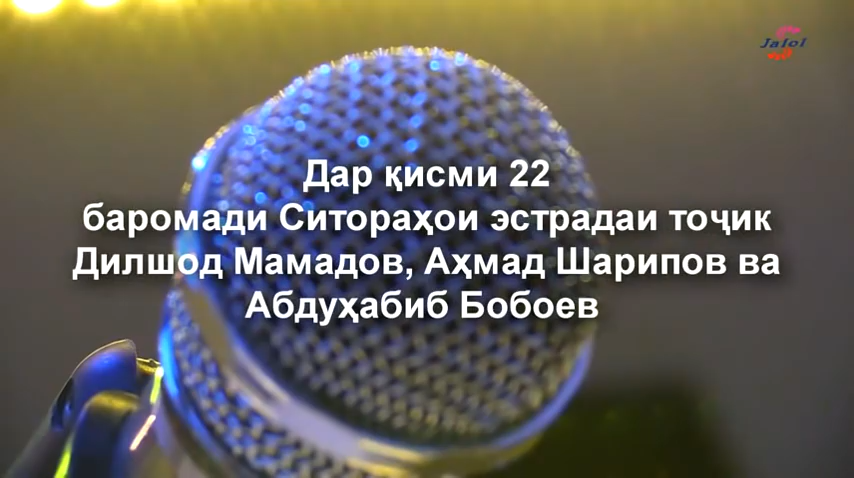 Jalol
Дар қисми 22
баромади Ситораҳои эстрадаи тоҷик
Дилшод Мамадов, Аҳмад Шарипов ва
Абдуҳабиб Бобоев